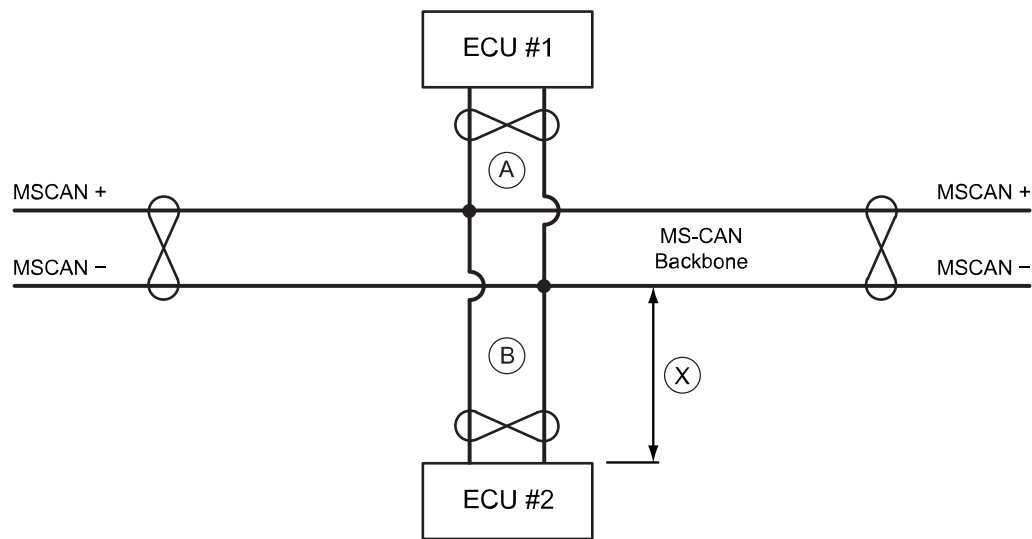 ECU #1
A
MSCAN +
MSCAN +
MS-CAN
Backbone
MSCAN –
MSCAN –
B
X
ECU #2